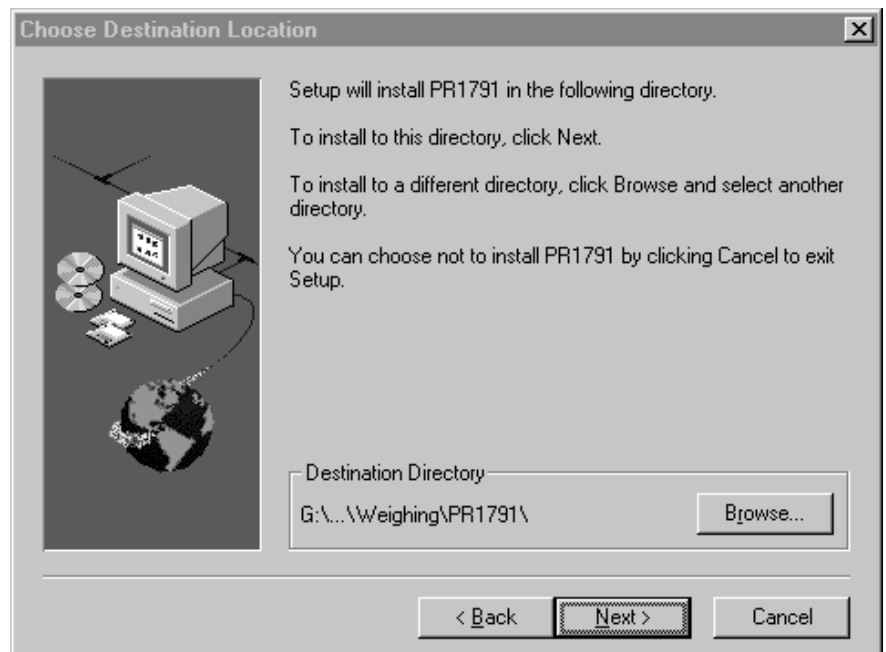 Choose Destination Location
Setup will install PR1791 in the following directory.
To install to this directory, click Next.
To install to a different directory, click Browse and select another
directory.
You can choose not to install PR1791 by clicking Cancel to exit
Setup.
Destination Directory
G:\...\Weighing\PR1791\
Browse...
< Back
Next >
Cancel